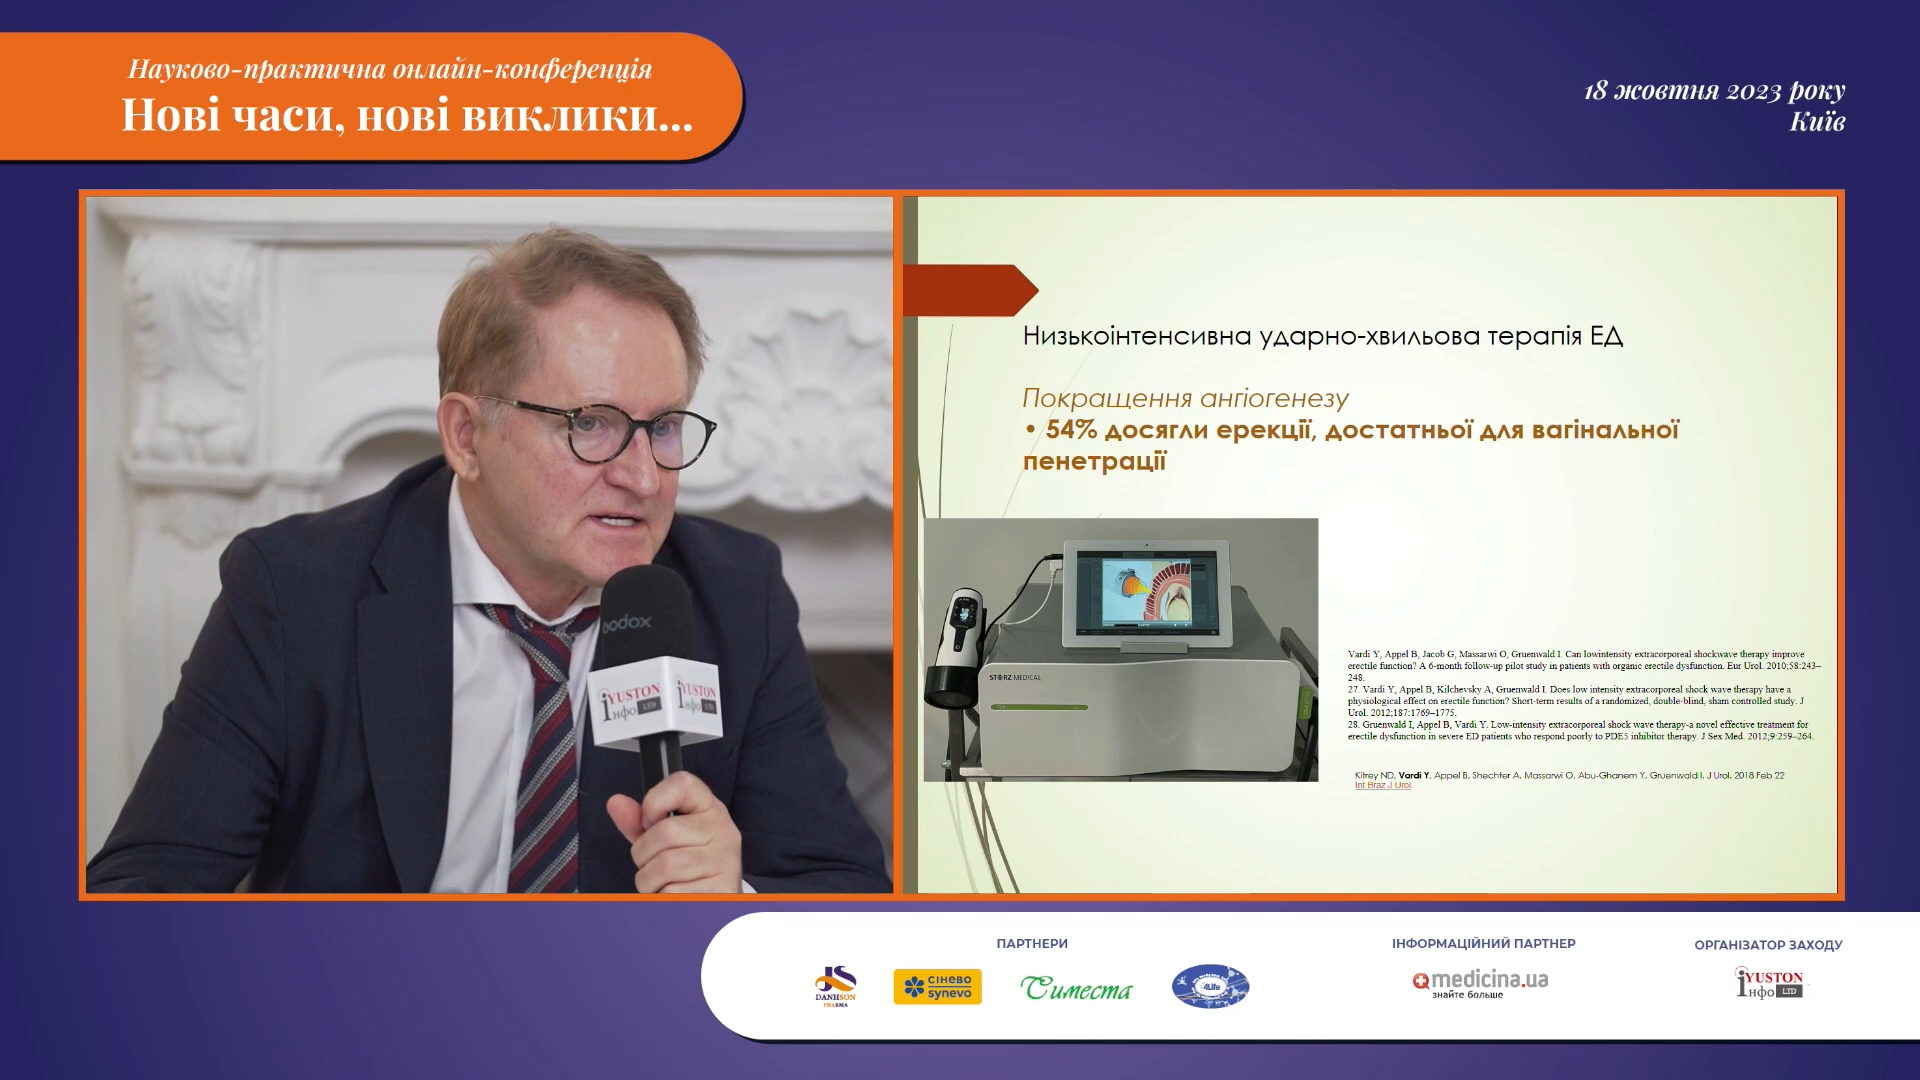 Науково-практична онлайн-конференція
Нові часи, нові виклики...
18 жовтня 2023 року
Київ
Godox
iYUSTON
інфо LTD
iYUSTON
інфо LTD
Низькоінтенсивна ударно-хвильова терапія ЕД
Покращення ангіогенезу
• 54% досягли ерекції, достатньої для вагінальної
пенетрації
STORZ MEDICAL
Vardi Y, Appel B, Jacob G, Massarwi O, Gruenwald I. Can lowintensity extracorporeal shockwave therapy improve
erectile function? A 6-month follow-up pilot study in patients with organic erectile dysfunction. Eur Urol. 2010;58:243–
248.
27. Vardi Y, Appel B, Kilchevsky A, Gruenwald I. Does low intensity extracorporeal shock wave therapy have a
physiological effect on erectile function? Short-term results of a randomized, double-blind, sham controlled study. J
Urol. 2012;187:1769–1775.
28. Gruenwald I, Appel B, Vardi Y. Low-intensity extracorporeal shock wave therapy-a novel effective treatment for
erectile dysfunction in severe ED patients who respond poorly to PDE5 inhibitor therapy. J Sex Med. 2012;9:259–264.
Kitrey ND, Vardi Y, Appel B, Shechter A, Massarwi O, Abu-Ghanem Y, Gruenwald I. J Urol. 2018 Feb 22
Int Braz J Urol.
ПАРТНЕРИ
ІНФОРМАЦІЙНИЙ ПАРТНЕР
ОРГАНІЗАТОР ЗАХОДУ
DANHSON
PHARMA
СІНЕВО
synevo
Симеста
4Life
medicina.ua
знайте больше
iYUSTON
інфо LTD